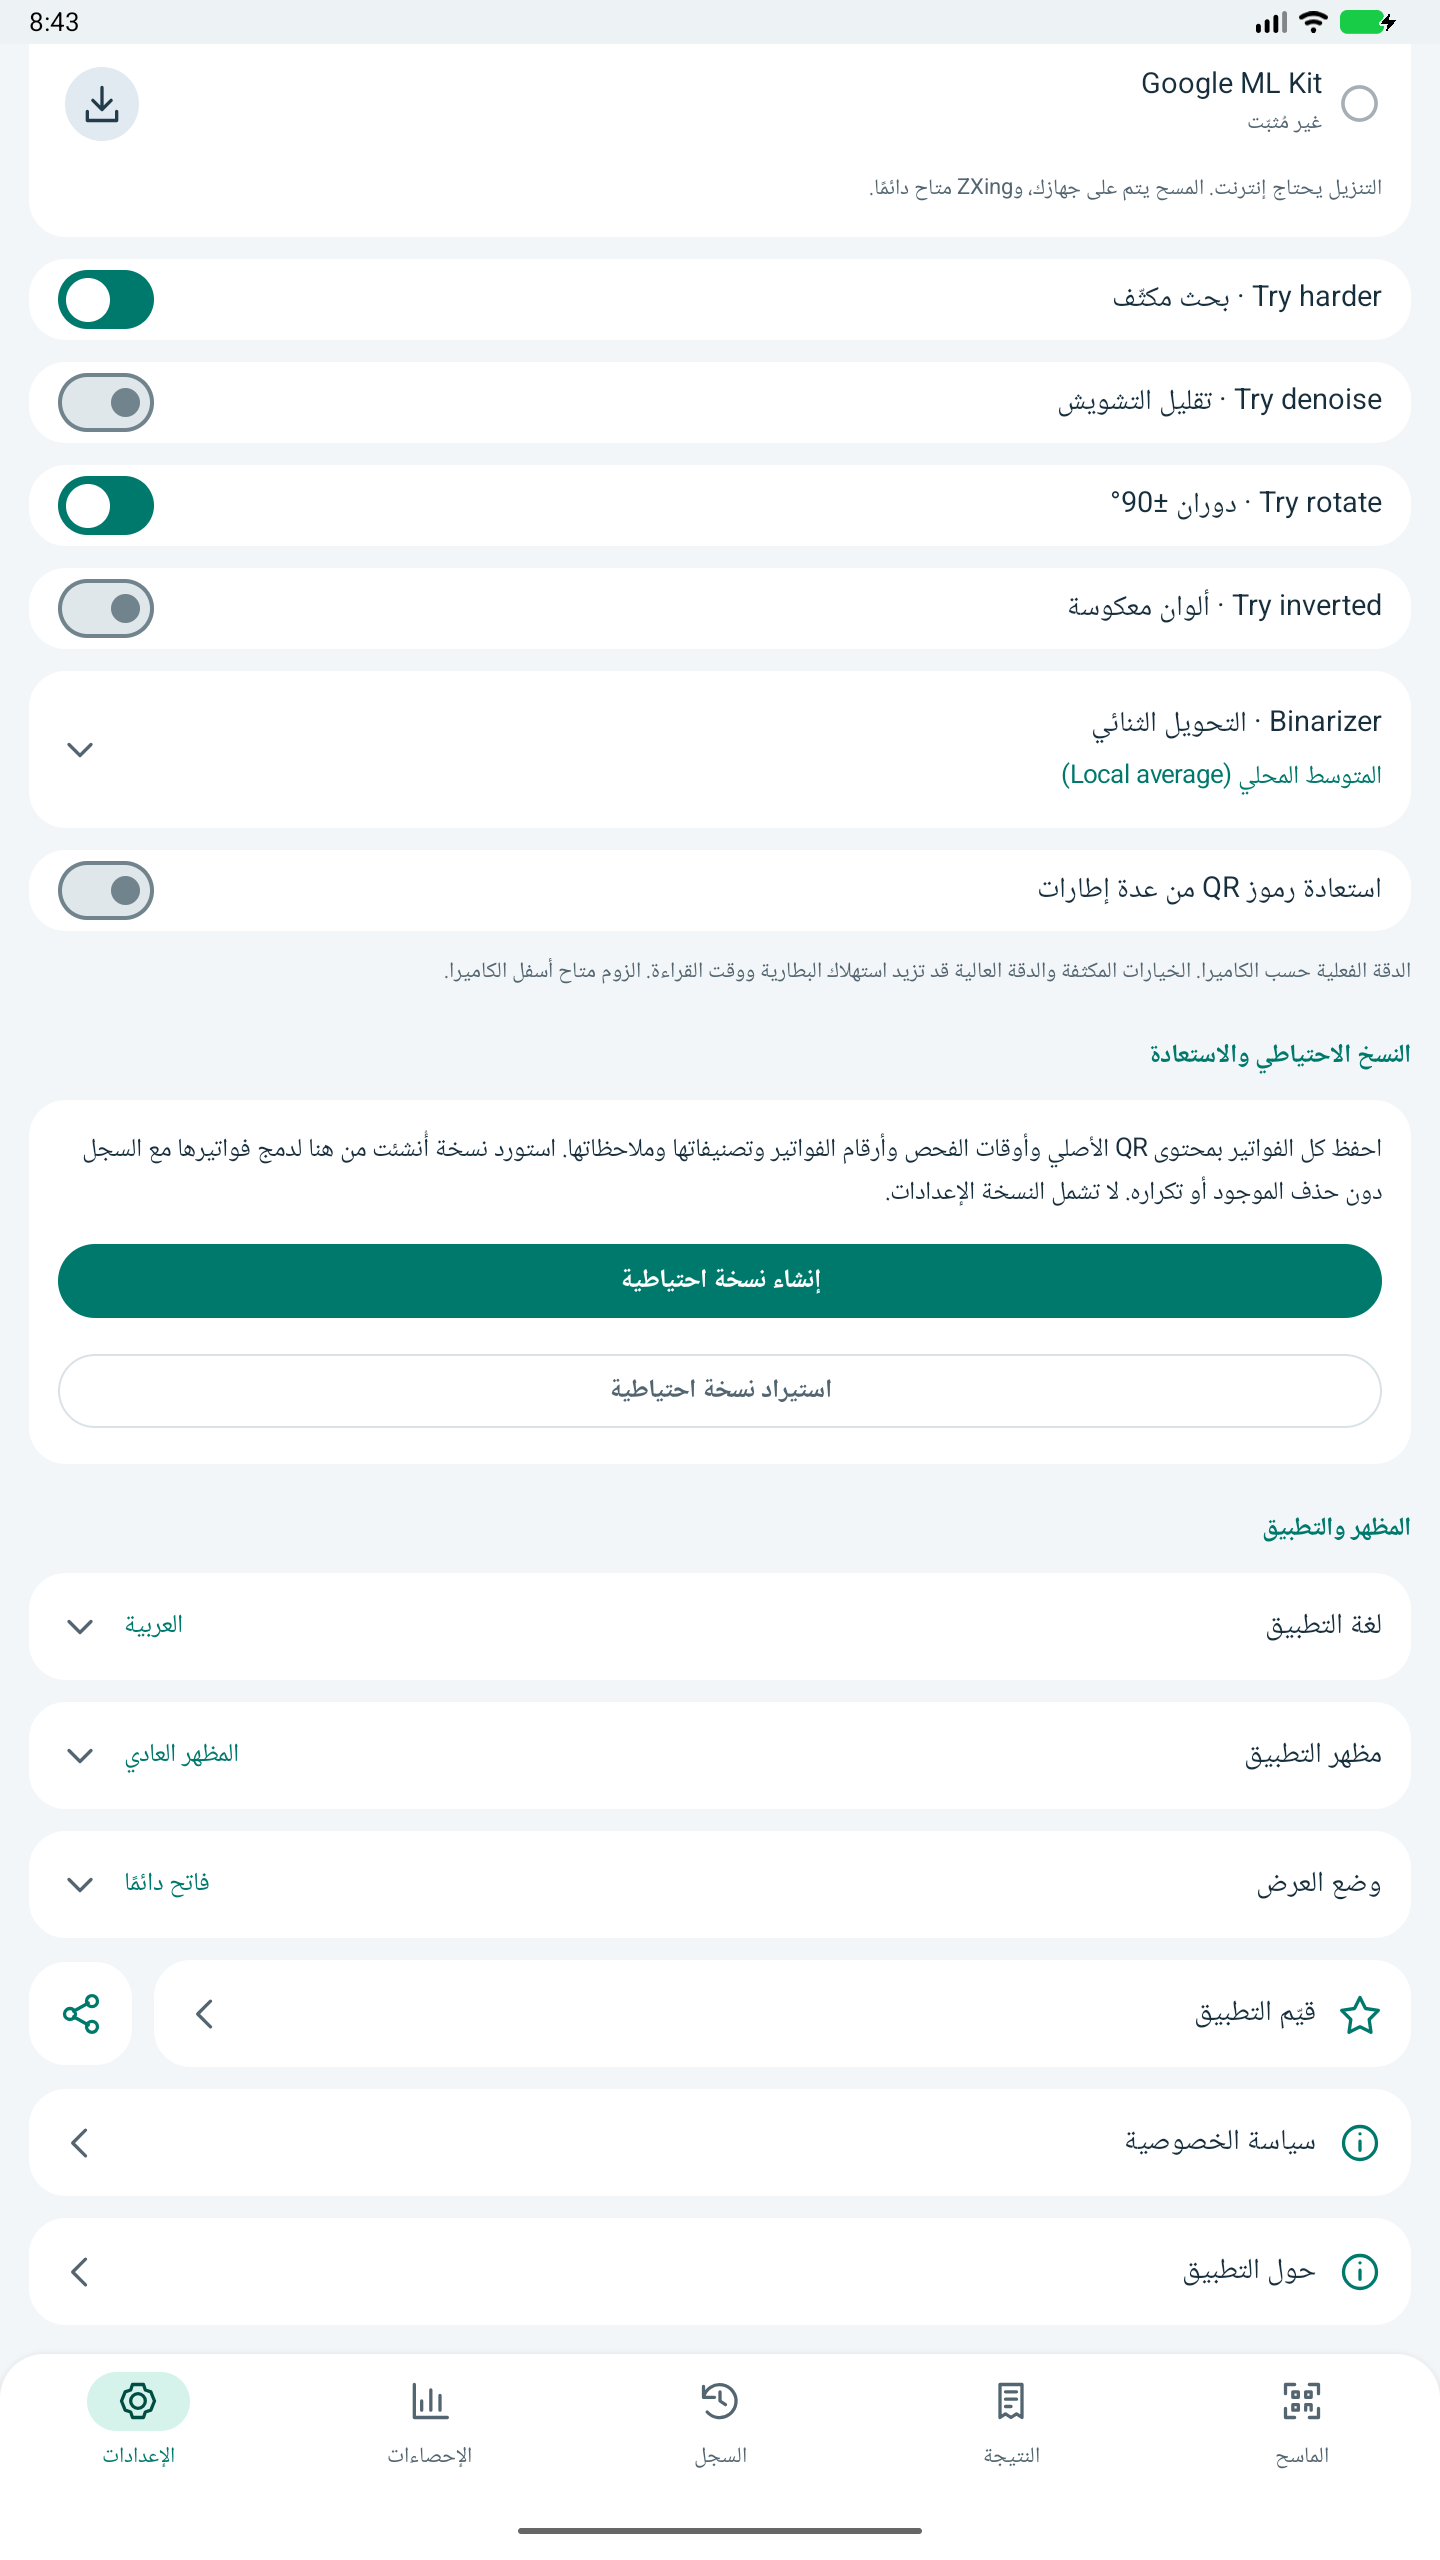 8:43
Google ML Kit
غير مُثبّت
التنزيل يحتاج إنترنت. المسح يتم على جهازك، وZXing متاح دائمًا.
Try harder · بحث مكثّف
Try denoise · تقليل التشويش
Try rotate · دوران ±90°
Try inverted · ألوان معكوسة
Binarizer · التحويل الثنائي
المتوسط المحلي (Local average)
استعادة رموز QR من عدة إطارات
الدقة الفعلية حسب الكاميرا. الخيارات المكثفة والدقة العالية قد تزيد استهلاك البطارية ووقت القراءة. الزوم متاح أسفل الكاميرا.
النسخ الاحتياطي والاستعادة
احفظ كل الفواتير بمحتوى QR الأصلي وأوقات الفحص وأرقام الفواتير وتصنيفاتها وملاحظاتها. استورد نسخة أُنشئت من هنا لدمج فواتيرها مع السجل
دون حذف الموجود أو تكراره. لا تشمل النسخة الإعدادات.
إنشاء نسخة احتياطية
استيراد نسخة احتياطية
المظهر والتطبيق
لغة التطبيق
العربية
مظهر التطبيق
المظهر العادي
وضع العرض
فاتح دائمًا
قيّم التطبيق
سياسة الخصوصية
حول التطبيق
الماسح
النتيجة
السجل
الإحصاءات
الإعدادات